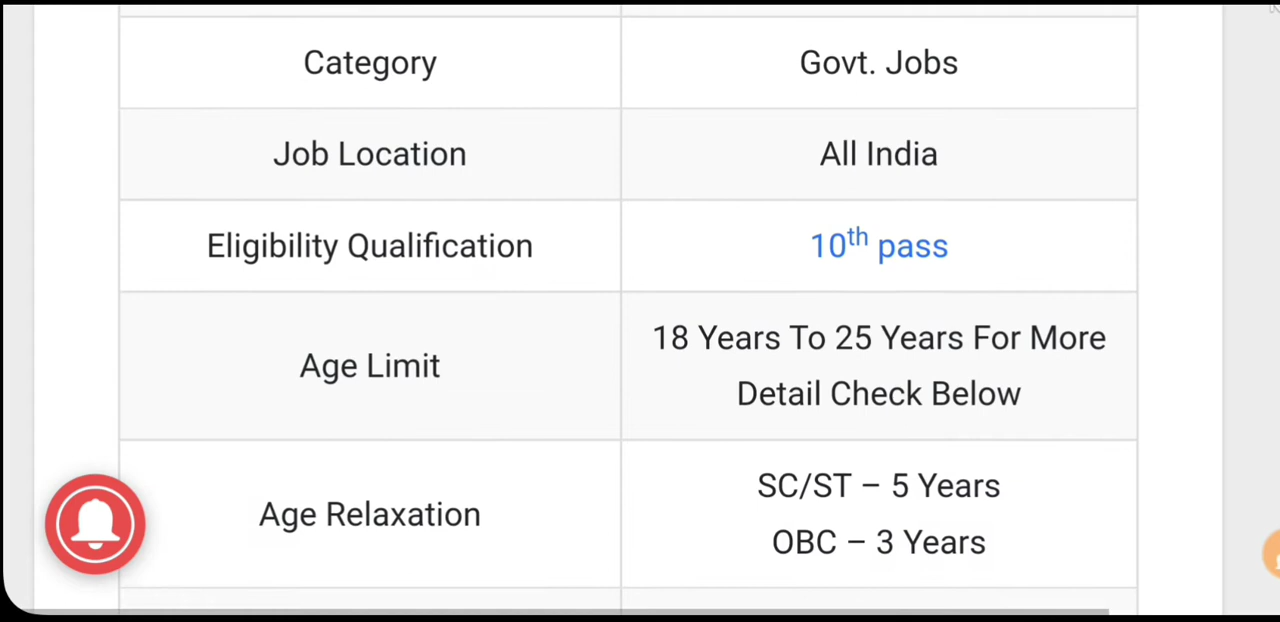 Category Govt. Jobs
Job Location All India
Eligibility Qualification 10th pass
Age Limit 18 Years To 25 Years For More
Detail Check Below
Age Relaxation SC/ST – 5 Years
OBC – 3 Years